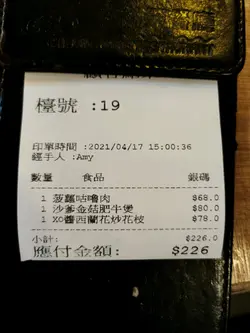 檯號 :19
印單時間 :2021/04/17 15:00:36
經手人 :Amy
數量 食品 銀碼
1 菠蘿咕嚕肉 $68.0
1 沙爹金菇肥牛煲 $80.0
1 XO醬西蘭花炒花枝 $78.0
小計: $226.0
應付金額: $226